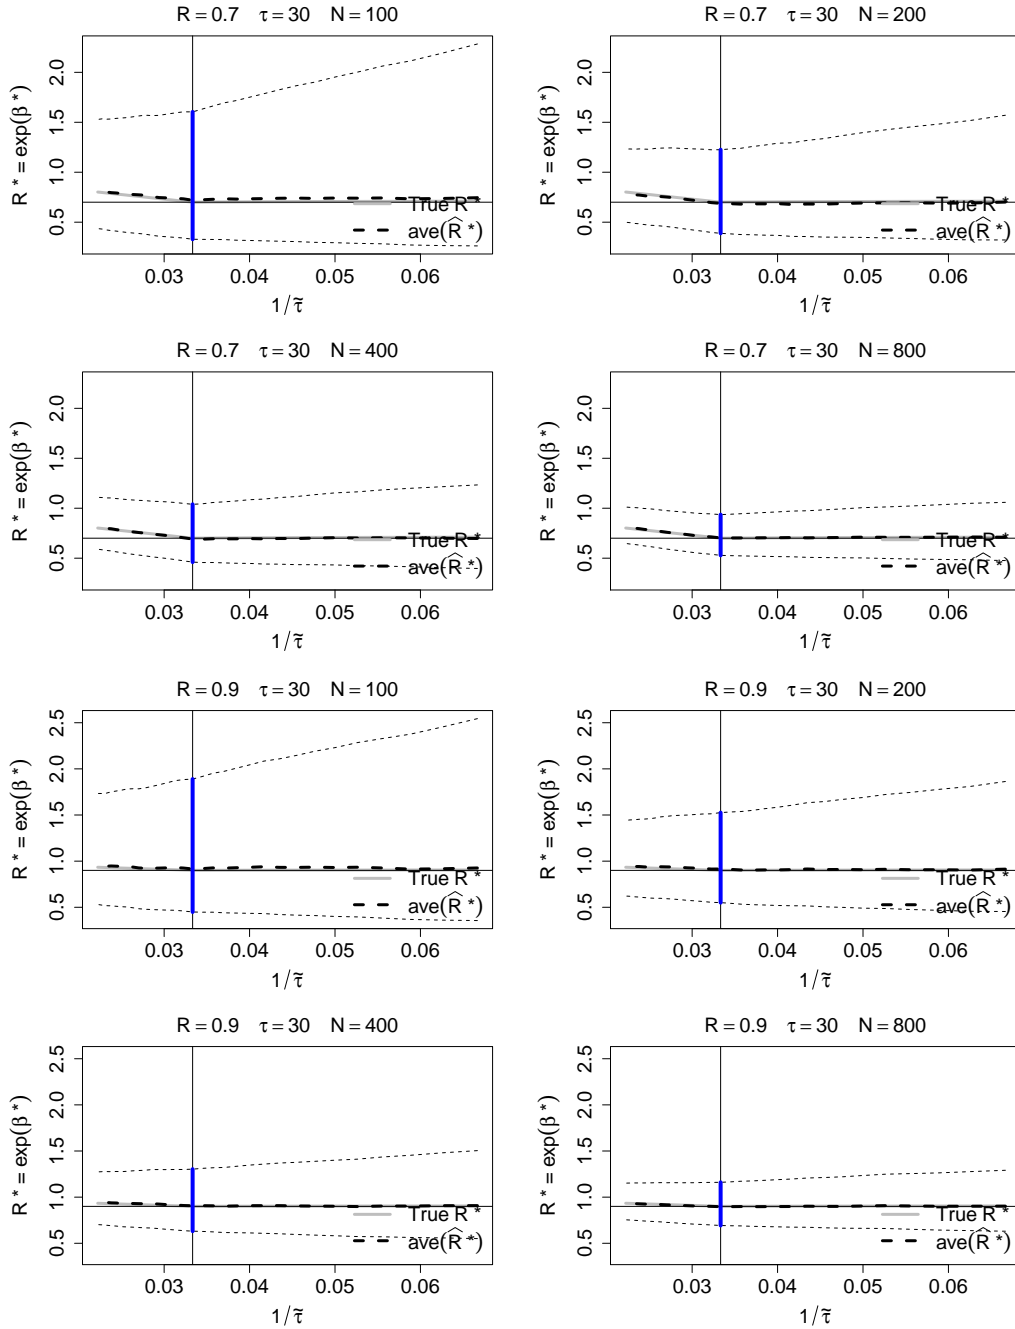 R = 0.7 τ = 30 N = 100
R * = exp(β *)
0.5 1.0 1.5 2.0
True R *
ave(R̂ *)
0.03 0.04 0.05 0.06
1/τ̃
R = 0.7 τ = 30 N = 200
R * = exp(β *)
0.5 1.0 1.5 2.0
True R *
ave(R̂ *)
0.03 0.04 0.05 0.06
1/τ̃
R = 0.7 τ = 30 N = 400
R * = exp(β *)
0.5 1.0 1.5 2.0
True R *
ave(R̂ *)
0.03 0.04 0.05 0.06
1/τ̃
R = 0.7 τ = 30 N = 800
R * = exp(β *)
0.5 1.0 1.5 2.0
True R *
ave(R̂ *)
0.03 0.04 0.05 0.06
1/τ̃
R = 0.9 τ = 30 N = 100
R * = exp(β *)
0.5 1.0 1.5 2.0 2.5
True R *
ave(R̂ *)
0.03 0.04 0.05 0.06
1/τ̃
R = 0.9 τ = 30 N = 200
R * = exp(β *)
0.5 1.0 1.5 2.0 2.5
True R *
ave(R̂ *)
0.03 0.04 0.05 0.06
1/τ̃
R = 0.9 τ = 30 N = 400
R * = exp(β *)
0.5 1.0 1.5 2.0 2.5
True R *
ave(R̂ *)
0.03 0.04 0.05 0.06
1/τ̃
R = 0.9 τ = 30 N = 800
R * = exp(β *)
0.5 1.0 1.5 2.0 2.5
True R *
ave(R̂ *)
0.03 0.04 0.05 0.06
1/τ̃